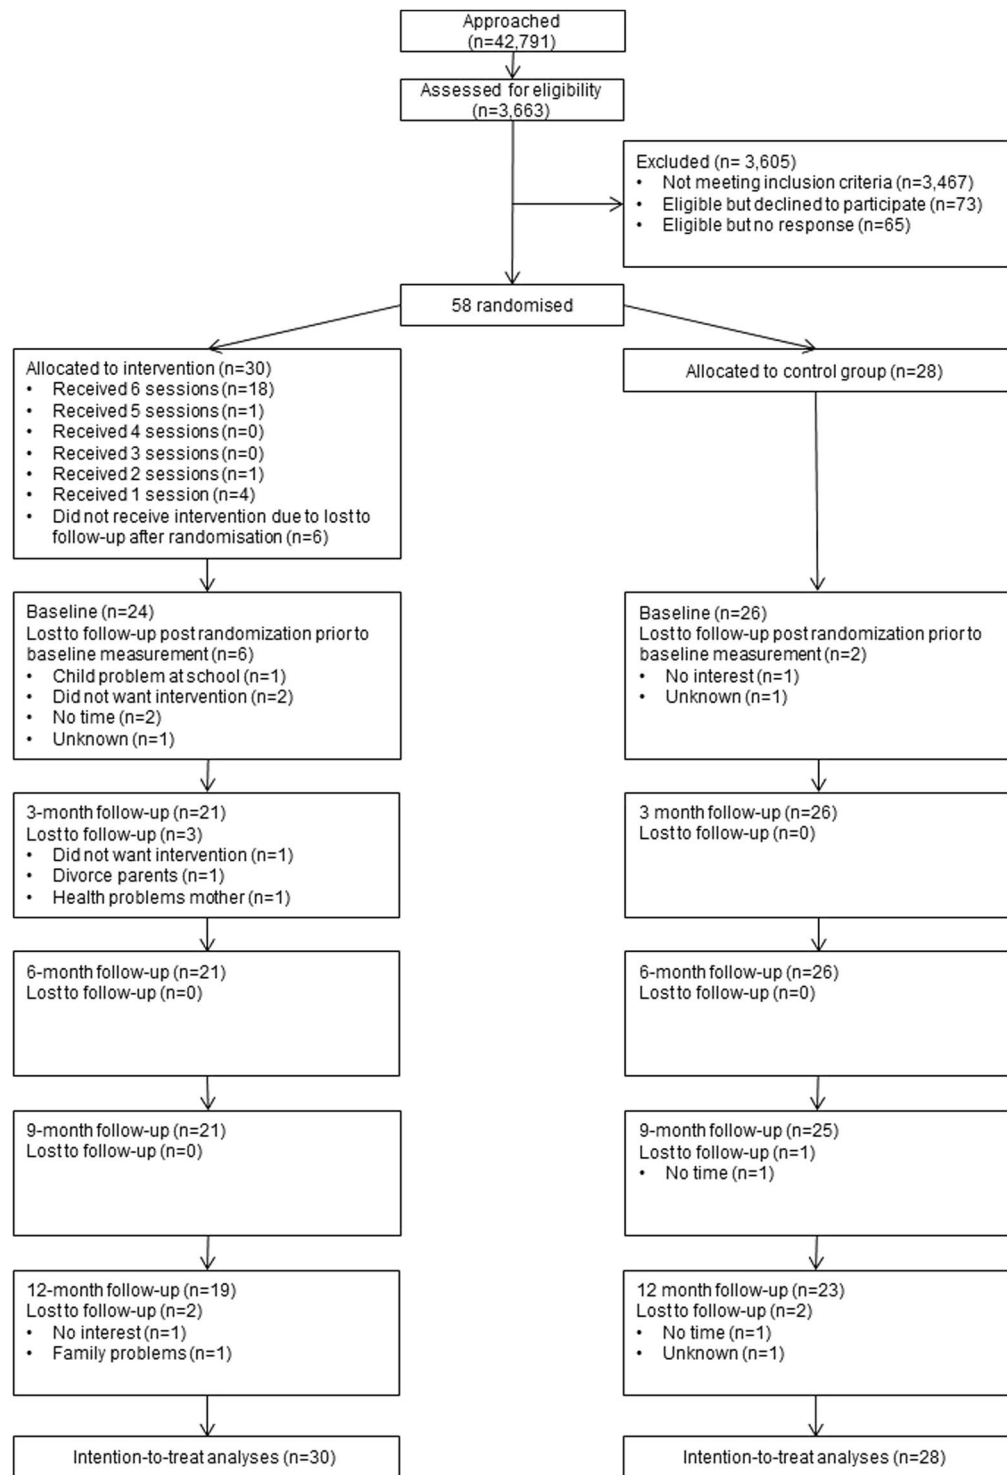 Approached
(n=42,791)
Assessed for eligibility
(n=3,663)
Excluded (n= 3,605)
• Not meeting inclusion criteria (n=3,467)
• Eligible but declined to participate (n=73)
• Eligible but no response (n=65)
58 randomised
Allocated to intervention (n=30)
• Received 6 sessions (n=18)
• Received 5 sessions (n=1)
• Received 4 sessions (n=0)
• Received 3 sessions (n=0)
• Received 2 sessions (n=1)
• Received 1 session (n=4)
• Did not receive intervention due to lost to
follow-up after randomisation (n=6)
Allocated to control group (n=28)
Baseline (n=24)
Lost to follow-up post randomization prior to
baseline measurement (n=6)
• Child problem at school (n=1)
• Did not want intervention (n=2)
• No time (n=2)
• Unknown (n=1)
Baseline (n=26)
Lost to follow-up post randomization prior to
baseline measurement (n=2)
• No interest (n=1)
• Unknown (n=1)
3-month follow-up (n=21)
Lost to follow-up (n=3)
• Did not want intervention (n=1)
• Divorce parents (n=1)
• Health problems mother (n=1)
3 month follow-up (n=26)
Lost to follow-up (n=0)
6-month follow-up (n=21)
Lost to follow-up (n=0)
6-month follow-up (n=26)
Lost to follow-up (n=0)
9-month follow-up (n=21)
Lost to follow-up (n=0)
9-month follow-up (n=25)
Lost to follow-up (n=1)
• No time (n=1)
12-month follow-up (n=19)
Lost to follow-up (n=2)
• No interest (n=1)
• Family problems (n=1)
12 month follow-up (n=23)
Lost to follow-up (n=2)
• No time (n=1)
• Unknown (n=1)
Intention-to-treat analyses (n=30)
Intention-to-treat analyses (n=28)